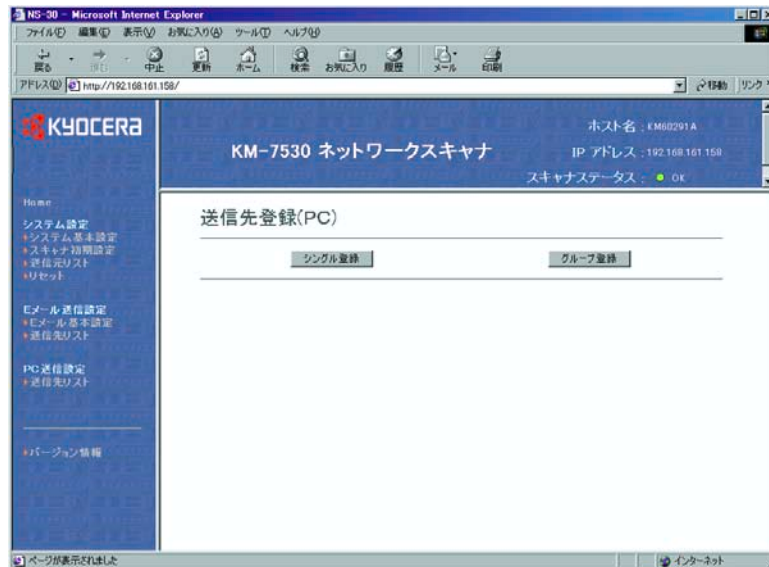 NS-30 - Microsoft Internet Explorer
ファイル(F) 編集(E) 表示(V) お気に入り(A) ツール(T) ヘルプ(H)
戻る 進む 中止 更新 ホーム 検索 お気に入り 履歴 メール 印刷
アドレス(D) http://192.168.161.158/ 移動 リンク
KYOCERA
KM-7530 ネットワークスキャナ
ホスト名 : KM60291A
IP アドレス : 192.168.161.158
スキャナステータス : OK
Home
システム設定
システム基本設定
スキャナ初期設定
送信元リスト
リセット
Eメール送信設定
Eメール基本設定
送信先リスト
PC送信設定
送信先リスト
バージョン情報
送信先登録(PC)
シングル登録 グループ登録
ページが表示されました インターネット